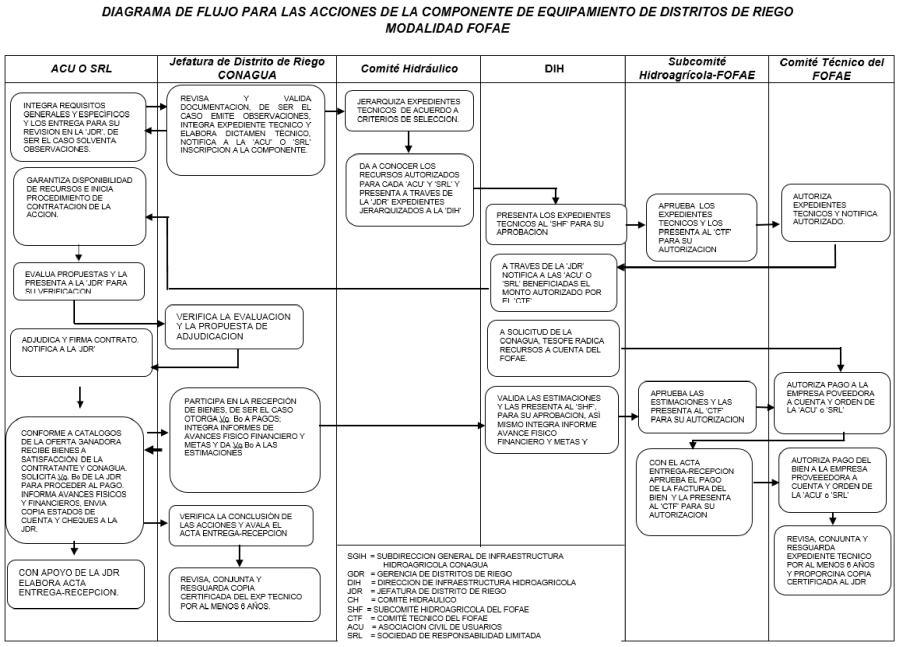 DIAGRAMA DE FLUJO PARA LAS ACCIONES DE LA COMPONENTE DE EQUIPAMIENTO DE DISTRITOS DE RIEGO
MODALIDAD FOFAE
ACU O SRL
Jefatura de Distrito de Riego
CONAGUA
Comité Hidráulico
DIH
Subcomité
Hidroagrícola-FOFAE
Comité Técnico del
FOFAE
INTEGRA REQUISITOS
GENERALES Y ESPECÍFICOS
Y LOS ENTREGA PARA SU
REVISION EN LA 'JDR', DE
SER EL CASO SOLVENTA
OBSERVACIONES.
REVISA Y VALIDA
DOCUMENTACION, DE SER EL
CASO EMITE OBSERVACIONES,
INTEGRA EXPEDIENTE TECNICO Y
ELABORA DICTAMEN TÉCNICO,
NOTIFICA A LA 'ACU' O 'SRL'
INSCRIPCION A LA COMPONENTE.
JERARQUIZA EXPEDIENTES
TECNICOS DE ACUERDO A
CRITERIOS DE SELECCION.
DA A CONOCER LOS
RECURSOS AUTORIZADOS
PARA CADA 'ACU' Y 'SRL' Y
PRESENTA A TRAVES DE
LA 'JDR' EXPEDIENTES
JERARQUIZADOS A LA 'DIH'
PRESENTA LOS EXPEDIENTES
TECNICOS AL 'SHF' PARA SU
APROBACION
APRUEBA LOS
EXPEDIENTES
TECNICOS Y LOS
PRESENTA AL 'CTF'
PARA SU
AUTORIZACION
AUTORIZA
EXPEDIENTES
TECNICOS Y NOTIFICA
AUTORIZADO.
GARANTIZA DISPONIBILIDAD
DE RECURSOS E INICIA
PROCEDIMIENTO DE
CONTRATACION DE LA
ACCION.
A TRAVES DE LA 'JDR'
NOTIFICA A LAS 'ACU' O
'SRL' BENEFICIADAS EL
MONTO AUTORIZADO POR
EL 'CTF'
EVALUA PROPUESTAS Y LA
PRESENTA A LA 'JDR' PARA
SU VERIFICACION
VERIFICA LA EVALUACION
Y LA PROPUESTA DE
ADJUDICACION
ADJUDICA Y FIRMA CONTRATO.
NOTIFICA A LA JDR'
A SOLICITUD DE LA
CONAGUA, TESOFE RADICA
RECURSOS A CUENTA DEL
FOFAE.
CONFORME A CATALOGOS
DE LA OFERTA GANADORA
RECIBE BIENES A
SATISFACCIÓN DE LA
CONTRATANTE Y CONAGUA.
SOLICITA Vo. Bo DE LA JDR
PARA PROCEDER AL PAGO.
INFORMA AVANCES FISICOS
Y FINANCIEROS, ENVIA
COPIA ESTADOS DE
CUENTA Y CHEQUES A LA
JDR.
PARTICIPA EN LA RECEPCIÓN
DE BIENES, DE SER EL CASO
OTORGA Vo. Bo A PAGOS;
INTEGRA INFORMES DE
AVANCES FISICO FINANCIERO Y
METAS Y DA Vo Bo A LAS
ESTIMACIONES
VALIDA LAS ESTIMACIONES
Y LAS PRESENTA AL 'SHF',
PARA SU APROBACION, ASÍ
MISMO INTEGRA INFORME
AVANCE FISICO
FINANCIERO Y METAS Y
APRUEBA LAS
ESTIMACIONES Y LAS
PRESENTA AL 'CTF'
PARA SU AUTORIZACION
AUTORIZA PAGO A LA
EMPRESA POVEEDORA
A CUENTA Y ORDEN DE
LA 'ACU' o 'SRL'
CON EL ACTA
ENTREGA-RECEPCION
APRUEBA EL PAGO
DE LA FACTURA DEL
BIEN Y LA PRESENTA
AL 'CTF' PARA SU
AUTORIZACION
AUTORIZA PAGO DEL
BIEN A LA EMPRESA
PROVEEEDORA A
CUENTA Y ORDEN DE
LA 'ACU' o 'SRL'
VERIFICA LA CONCLUSIÓN DE
LAS ACCIONES Y AVALA EL
ACTA ENTREGA-RECEPCION
CON APOYO DE LA JDR
ELABORA ACTA
ENTREGA-RECEPCION.
REVISA, CONJUNTA Y
RESGUARDA COPIA
CERTIFICADA DEL EXP TECNICO
POR AL MENOS 6 AÑOS.
REVISA, CONJUNTA Y
RESGUARDA
EXPEDIENTE TECNICO
POR AL MENOS 6 AÑOS Y
PROPORCINA COPIA
CERTIFICADA AL JDR
SGIH = SUBDIRECCION GENERAL DE INFRAESTRUCTURA
HIDROAGRICOLA CONAGUA
GDR = GERENCIA DE DISTRITOS DE RIEGO
DIH = DIRECCION DE INFRAESTRUCTURA HIDROAGRICOLA
JDR = JEFATURA DE DISTRITO DE RIEGO
CH = COMITÉ HIDRAULICO
SHF = SUBCOMITÉ HIDROAGRICOLA DEL FOFAE
CTF = COMITÉ TECNICO DEL FOFAE
ACU = ASOCIACION CIVIL DE USUARIOS
SRL = SOCIEDAD DE RESPONSABILIDAD LIMITADA